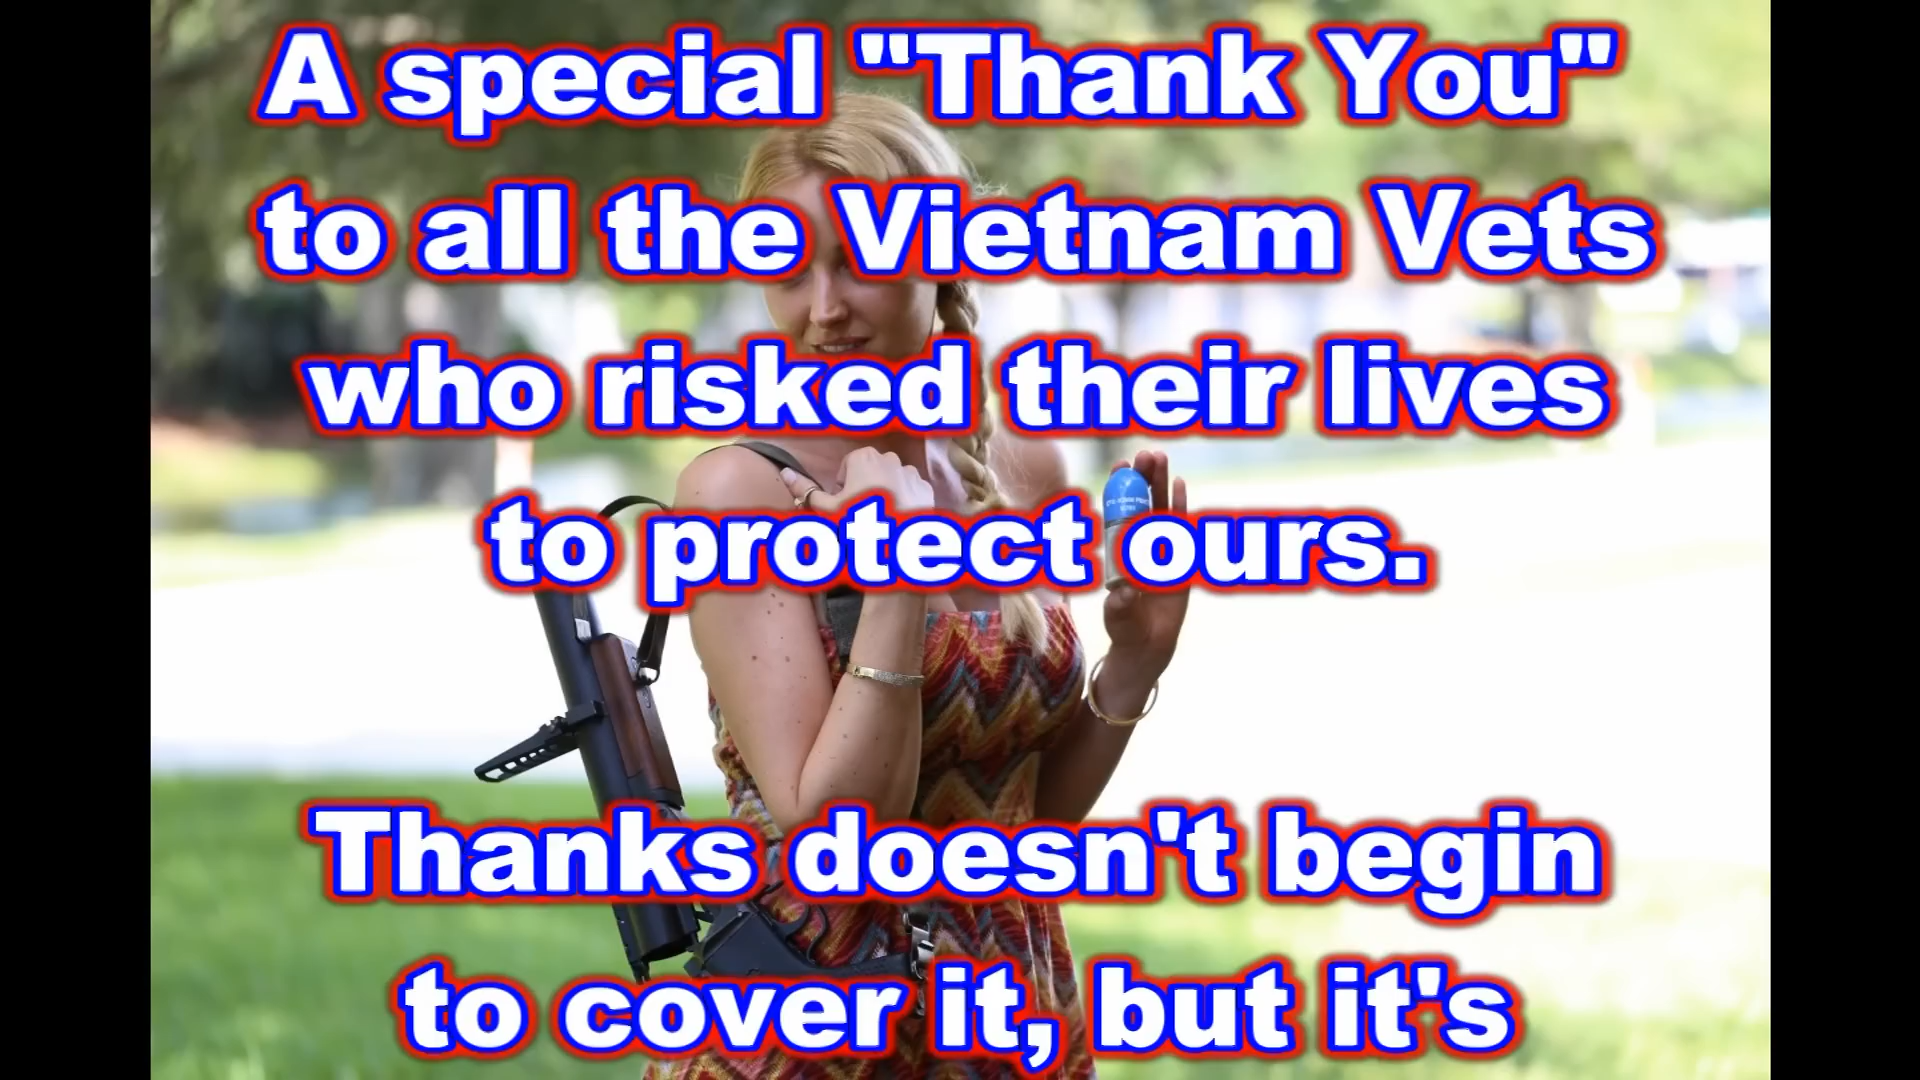 A special "Thank You"
to all the Vietnam Vets
who risked their lives
to protect ours.
Thanks doesn't begin
to cover it, but it's